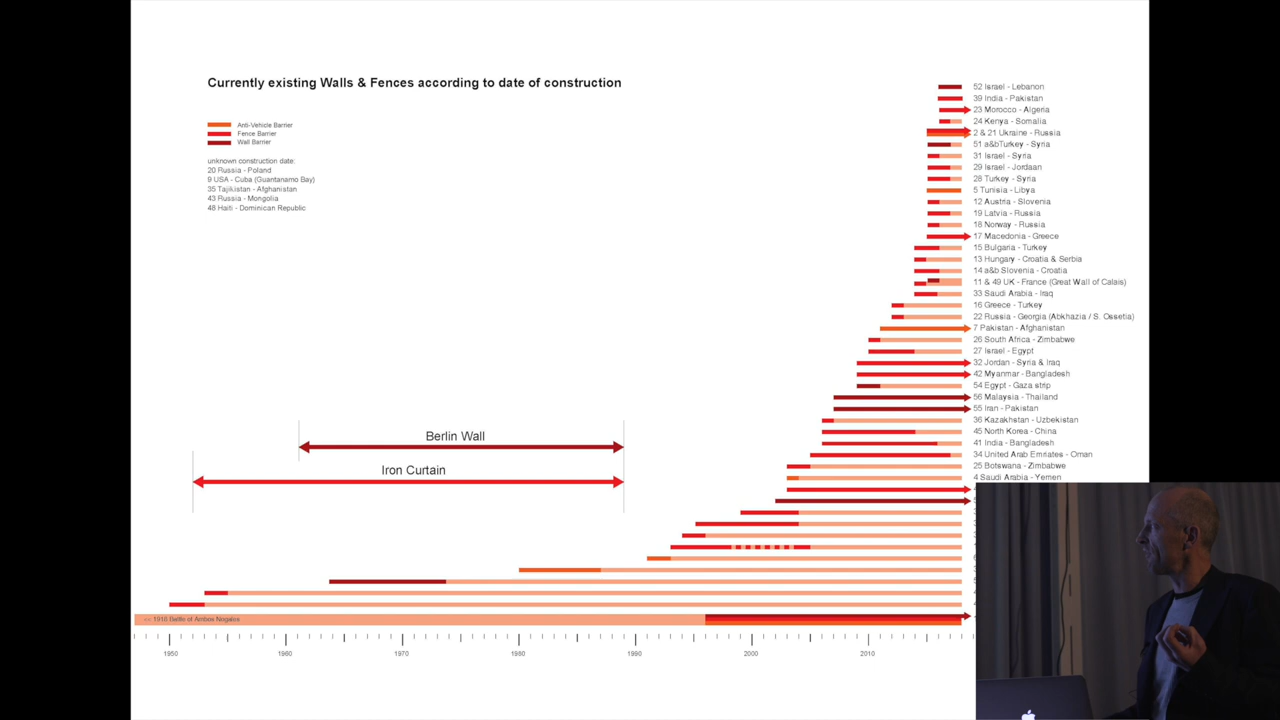 Currently existing Walls & Fences according to date of construction
Anti-Vehicle Barrier
Fence Barrier
Wall Barrier
unknown construction date:
20 Russia - Poland
9 USA - Cuba (Guantanamo Bay)
35 Tajikistan - Afghanistan
43 Russia - Mongolia
48 Haiti - Dominican Republic
52 Israel - Lebanon
39 India - Pakistan
23 Morocco - Algeria
24 Kenya - Somalia
2 & 21 Ukraine - Russia
51 a&bTurkey - Syria
31 Israel - Syria
29 Israel - Jordaan
28 Turkey - Syria
5 Tunisia - Libya
12 Austria - Slovenia
19 Latvia - Russia
18 Norway - Russia
17 Macedonia - Greece
15 Bulgaria - Turkey
13 Hungary - Croatia & Serbia
14 a&b Slovenia - Croatia
11 & 49 UK - France (Great Wall of Calais)
33 Saudi Arabia - Iraq
16 Greece - Turkey
22 Russia - Georgia (Abkhazia / S. Ossetia)
7 Pakistan - Afghanistan
26 South Africa - Zimbabwe
27 Israel - Egypt
32 Jordan - Syria & Iraq
42 Myanmar - Bangladesh
54 Egypt - Gaza strip
56 Malaysia - Thailand
55 Iran - Pakistan
36 Kazakhstan - Uzbekistan
45 North Korea - China
41 India - Bangladesh
34 United Arab Emriates - Oman
25 Botswana - Zimbabwe
4 Saudi Arabia - Yemen
Berlin Wall
Iron Curtain
<< 1918 Battle of Ambos Nogales
1950 1960 1970 1980 1990 2000 2010